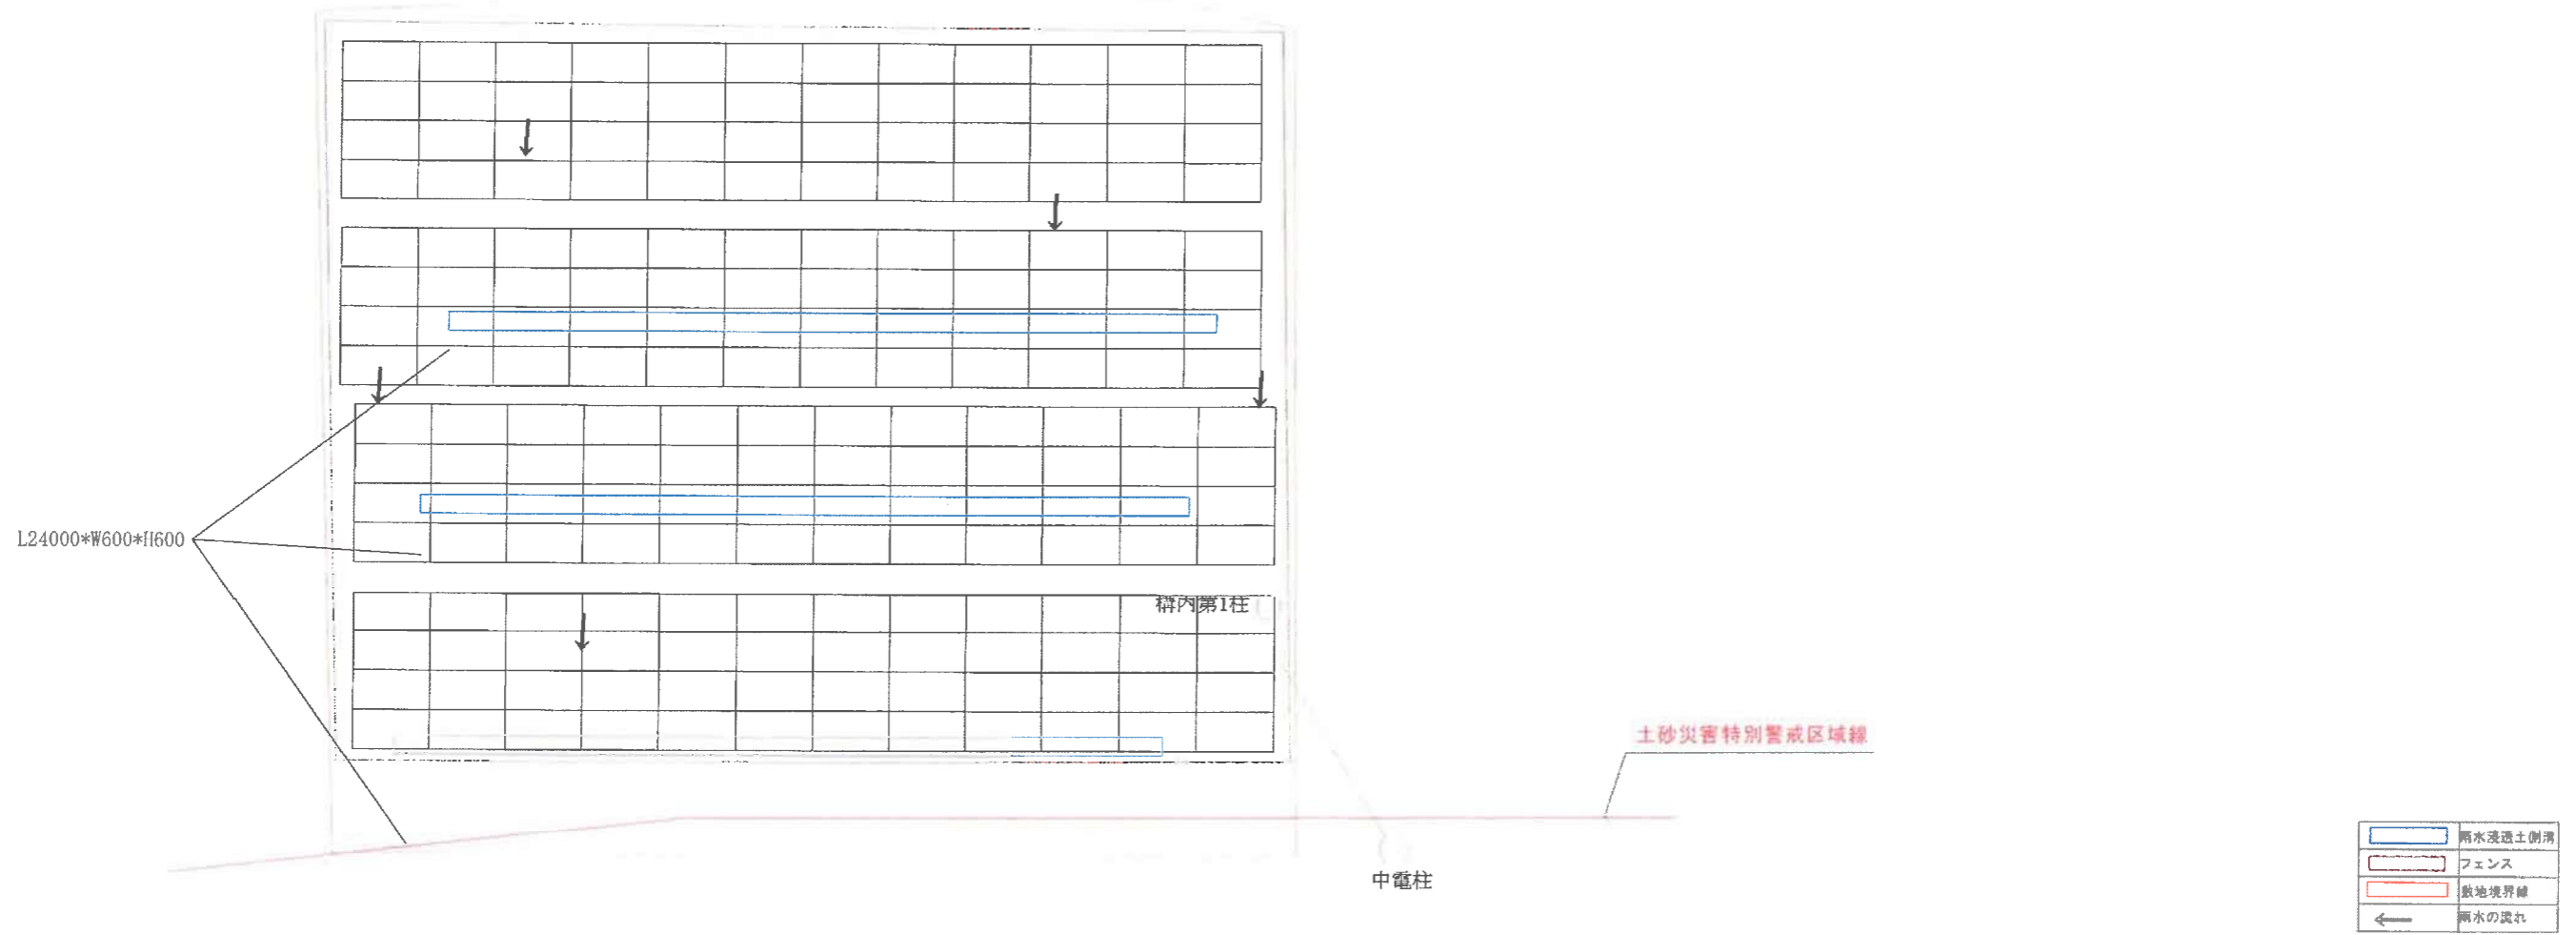 構内第1柱
L24000*W600*H600
土砂災害特別警戒区域線
中電柱
雨水浸透土側溝
フェンス
敷地境界線
雨水の流れ